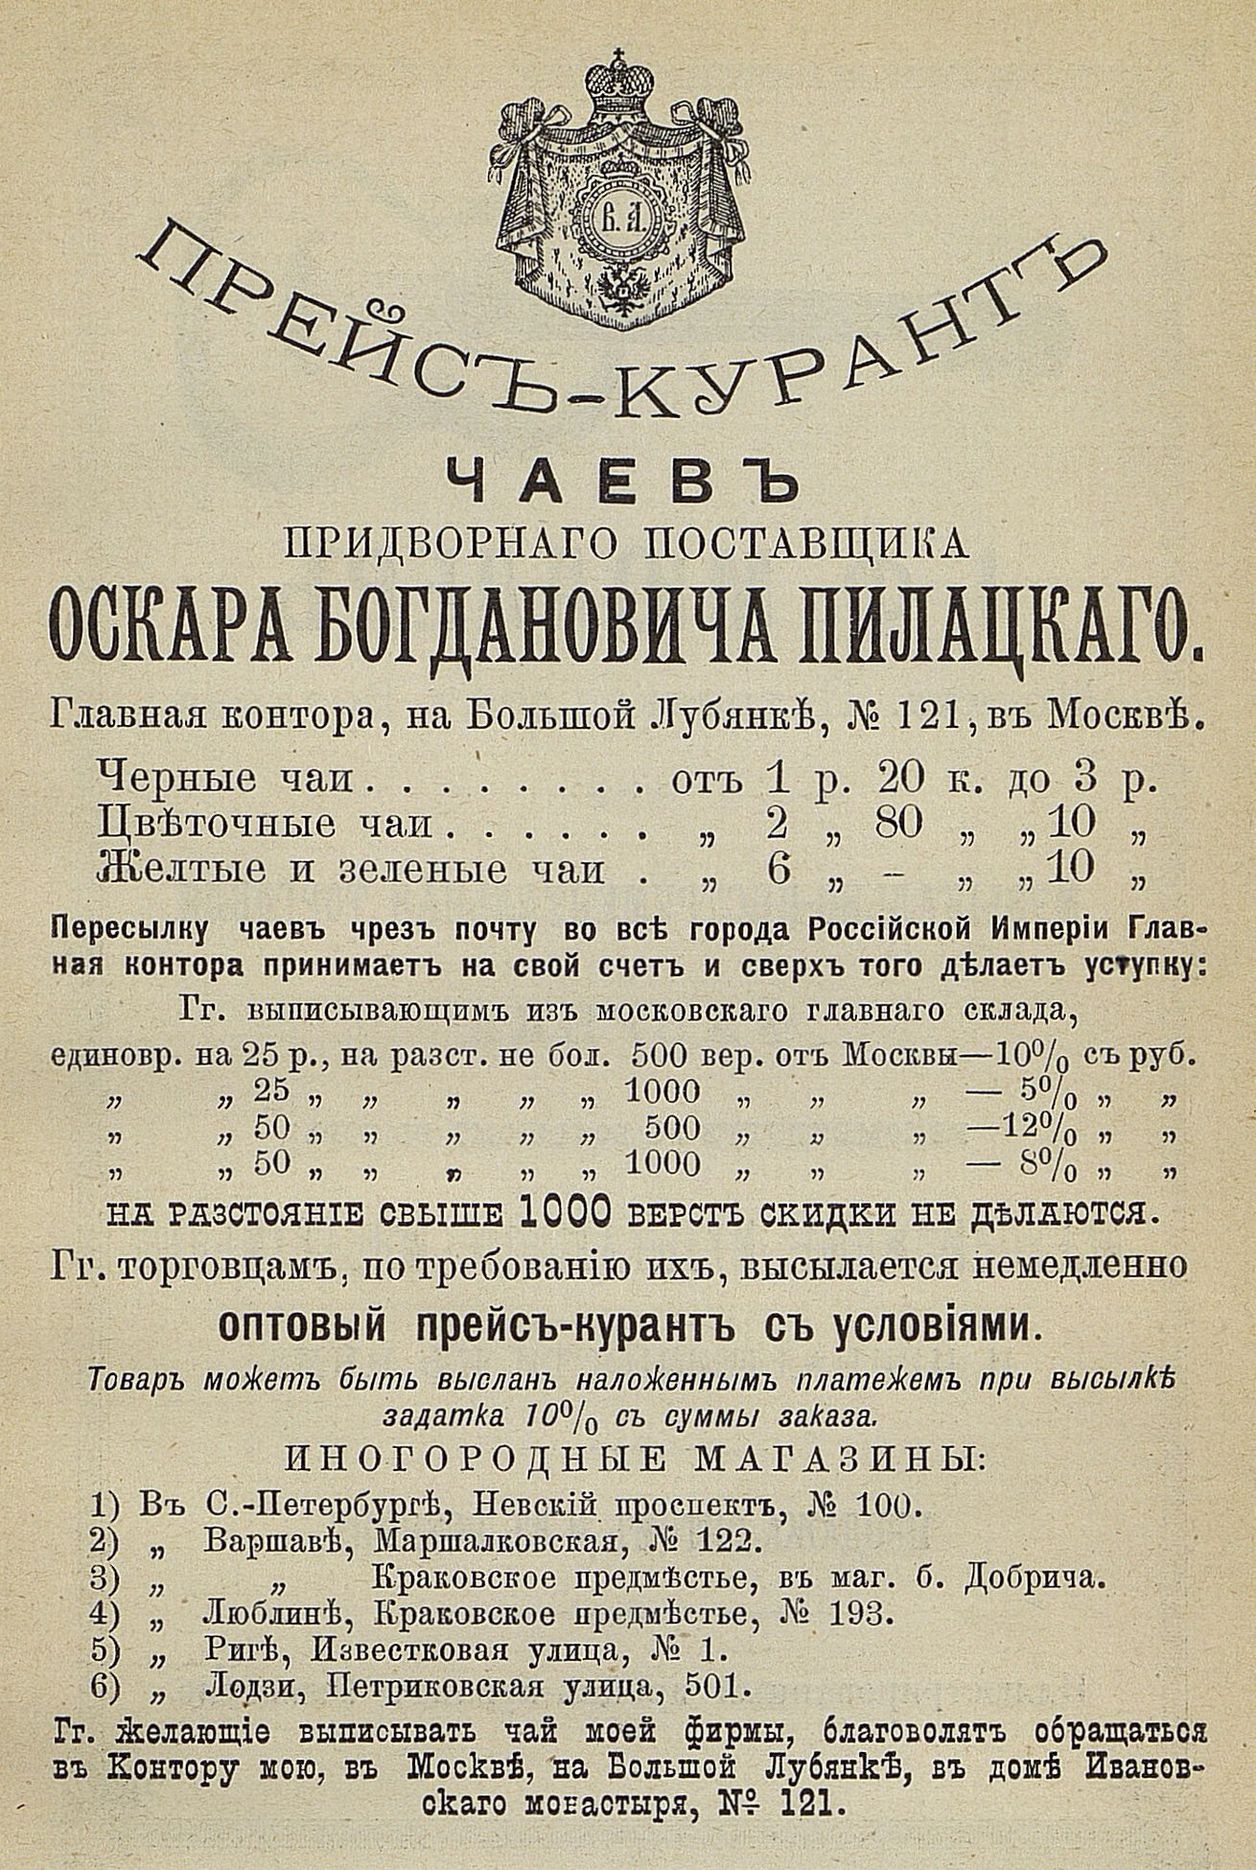 В. А.
ПРЕЙСЪ-КУРАНТЪ
ЧАЕВЪ
ПРИДВОРНАГО ПОСТАВЩИКА
ОСКАРА БОГДАНОВИЧА ПИЛАЦКАГО.
Главная контора, на Большой Лубянкѣ, № 121, въ Москвѣ.
Черные чаи . . . . . . . . . отъ 1 р. 20 к. до 3 р.
Цвѣточные чаи . . . . . . „ 2 „ 80 „ „ 10 „
Желтые и зеленые чаи . „ 6 „ – „ „ 10 „
Пересылку чаевъ чрезъ почту во всѣ города Россійской Имперіи Глав-
ная контора принимаетъ на свой счетъ и сверхъ того дѣлаетъ уступку:
Гг. выписывающимъ изъ московскаго главнаго склада,
единовр. на 25 р., на разст. не бол. 500 вер. отъ Москвы—10% съ руб.
„ „ 25 „ „ „ „ „ 1000 „ „ „ — 5% „ „
„ „ 50 „ „ „ „ „ 500 „ „ „ —12% „ „
„ „ 50 „ „ „ „ „ 1000 „ „ „ — 8% „ „
НА РАЗСТОЯНІЕ СВЫШЕ 1000 ВЕРСТЪ СКИДКИ НЕ ДѢЛАЮТСЯ.
Гг. торговцамъ, по требованію ихъ, высылается немедленно
оптовый прейсъ-курантъ съ условіями.
Товаръ можетъ быть высланъ наложеннымъ платежемъ при высылкѣ
задатка 10% съ суммы заказа.
ИНОГОРОДНЫЕ МАГАЗИНЫ:
1) Въ С.-Петербургѣ, Невскій проспектъ, № 100.
2) „ Варшавѣ, Маршалковская, № 122.
3) „ „ Краковское предмѣстье, въ маг. б. Добрича.
4) „ Люблинѣ, Краковское предмѣстье, № 193.
5) „ Ригѣ, Известковая улица, № 1.
6) „ Лодзи, Петриковская улица, 501.
Гг. желающіе выписывать чай моей фирмы, благоволятъ обращаться
въ Контору мою, въ Москвѣ, на Большой Лубянкѣ, въ домѣ Иванов-
скаго монастыря, № 121.